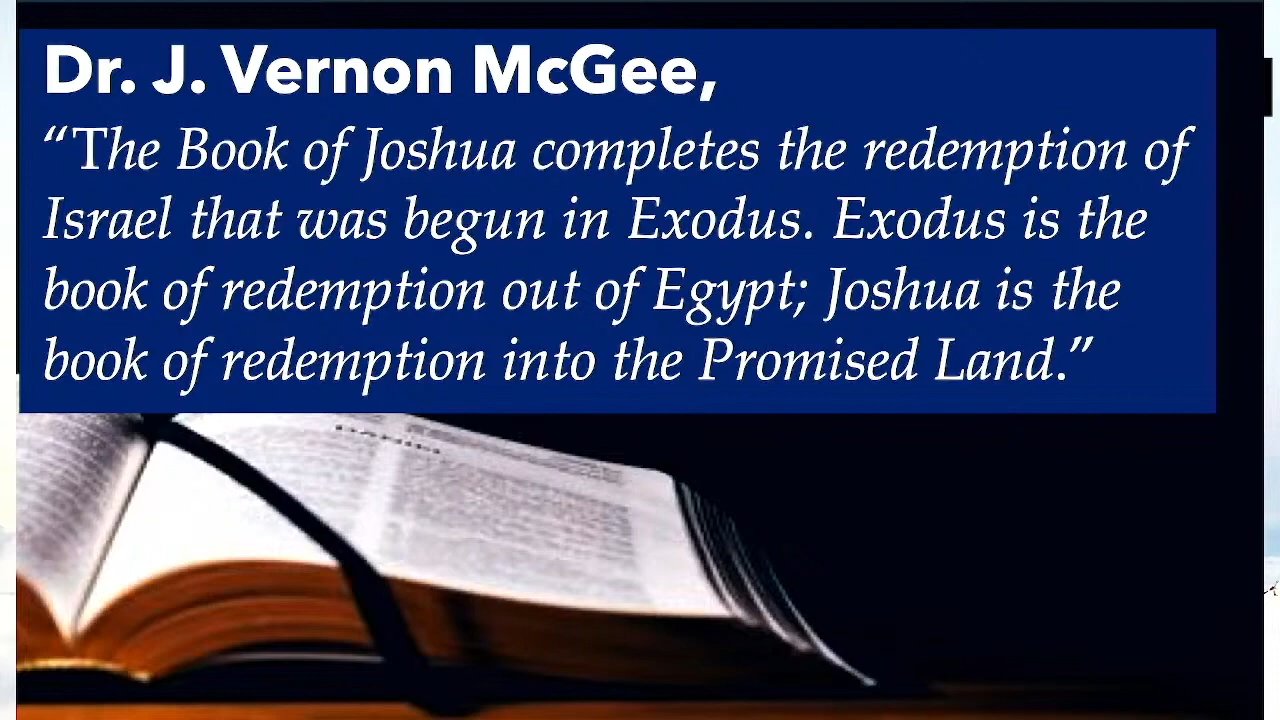 Dr. J. Vernon McGee,
“The Book of Joshua completes the redemption of
Israel that was begun in Exodus. Exodus is the
book of redemption out of Egypt; Joshua is the
book of redemption into the Promised Land.”
DANIEL